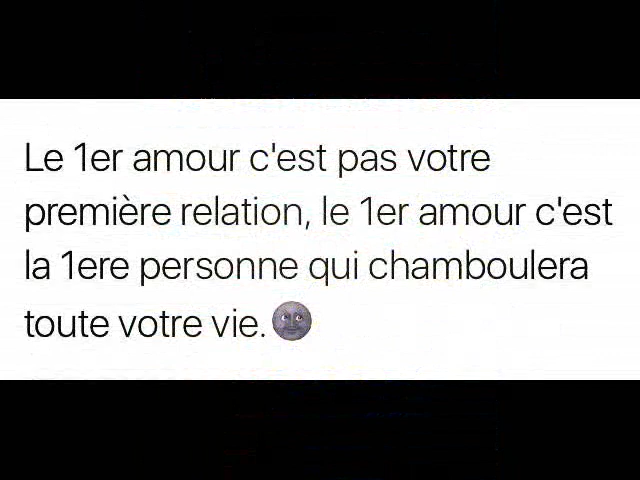 Le 1er amour c'est pas votre
première relation, le 1er amour c'est
la 1ere personne qui chamboulera
toute votre vie.🌚